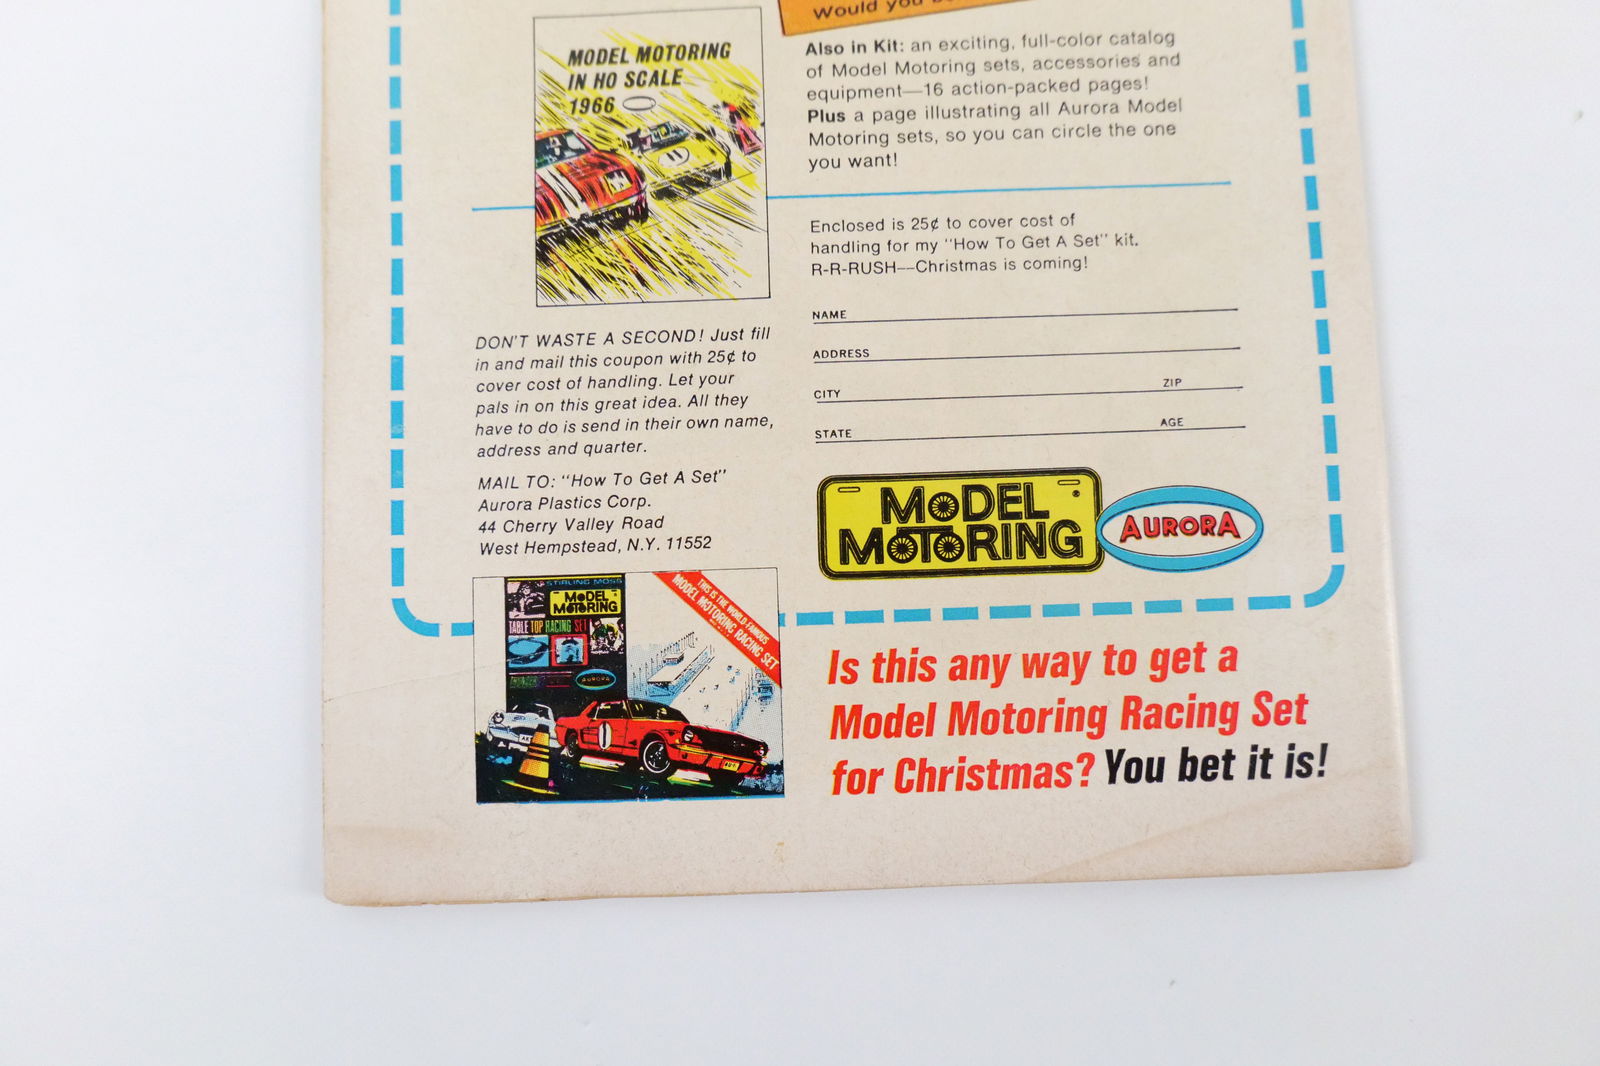 Would you
MODEL MOTORING
IN HO SCALE
1966
11
Also in Kit: an exciting, full-color catalog
of Model Motoring sets, accessories and
equipment—16 action-packed pages!
Plus a page illustrating all Aurora Model
Motoring sets, so you can circle the one
you want!
Enclosed is 25¢ to cover cost of
handling for my "How To Get A Set" kit.
R-R-RUSH—Christmas is coming!
NAME
ADDRESS
CITY ZIP
STATE AGE
DON'T WASTE A SECOND! Just fill
in and mail this coupon with 25¢ to
cover cost of handling. Let your
pals in on this great idea. All they
have to do is send in their own name,
address and quarter.
MAIL TO: "How To Get A Set"
Aurora Plastics Corp.
44 Cherry Valley Road
West Hempstead, N.Y. 11552
MODEL
MOTORING
®
AURORA
STIRLING MOSS
MODEL
MOTORING
TABLE TOP RACING SET
AURORA
THIS IS THE WORLD-FAMOUS
MODEL MOTORING RACING SET
Is this any way to get a
Model Motoring Racing Set
for Christmas? You bet it is!